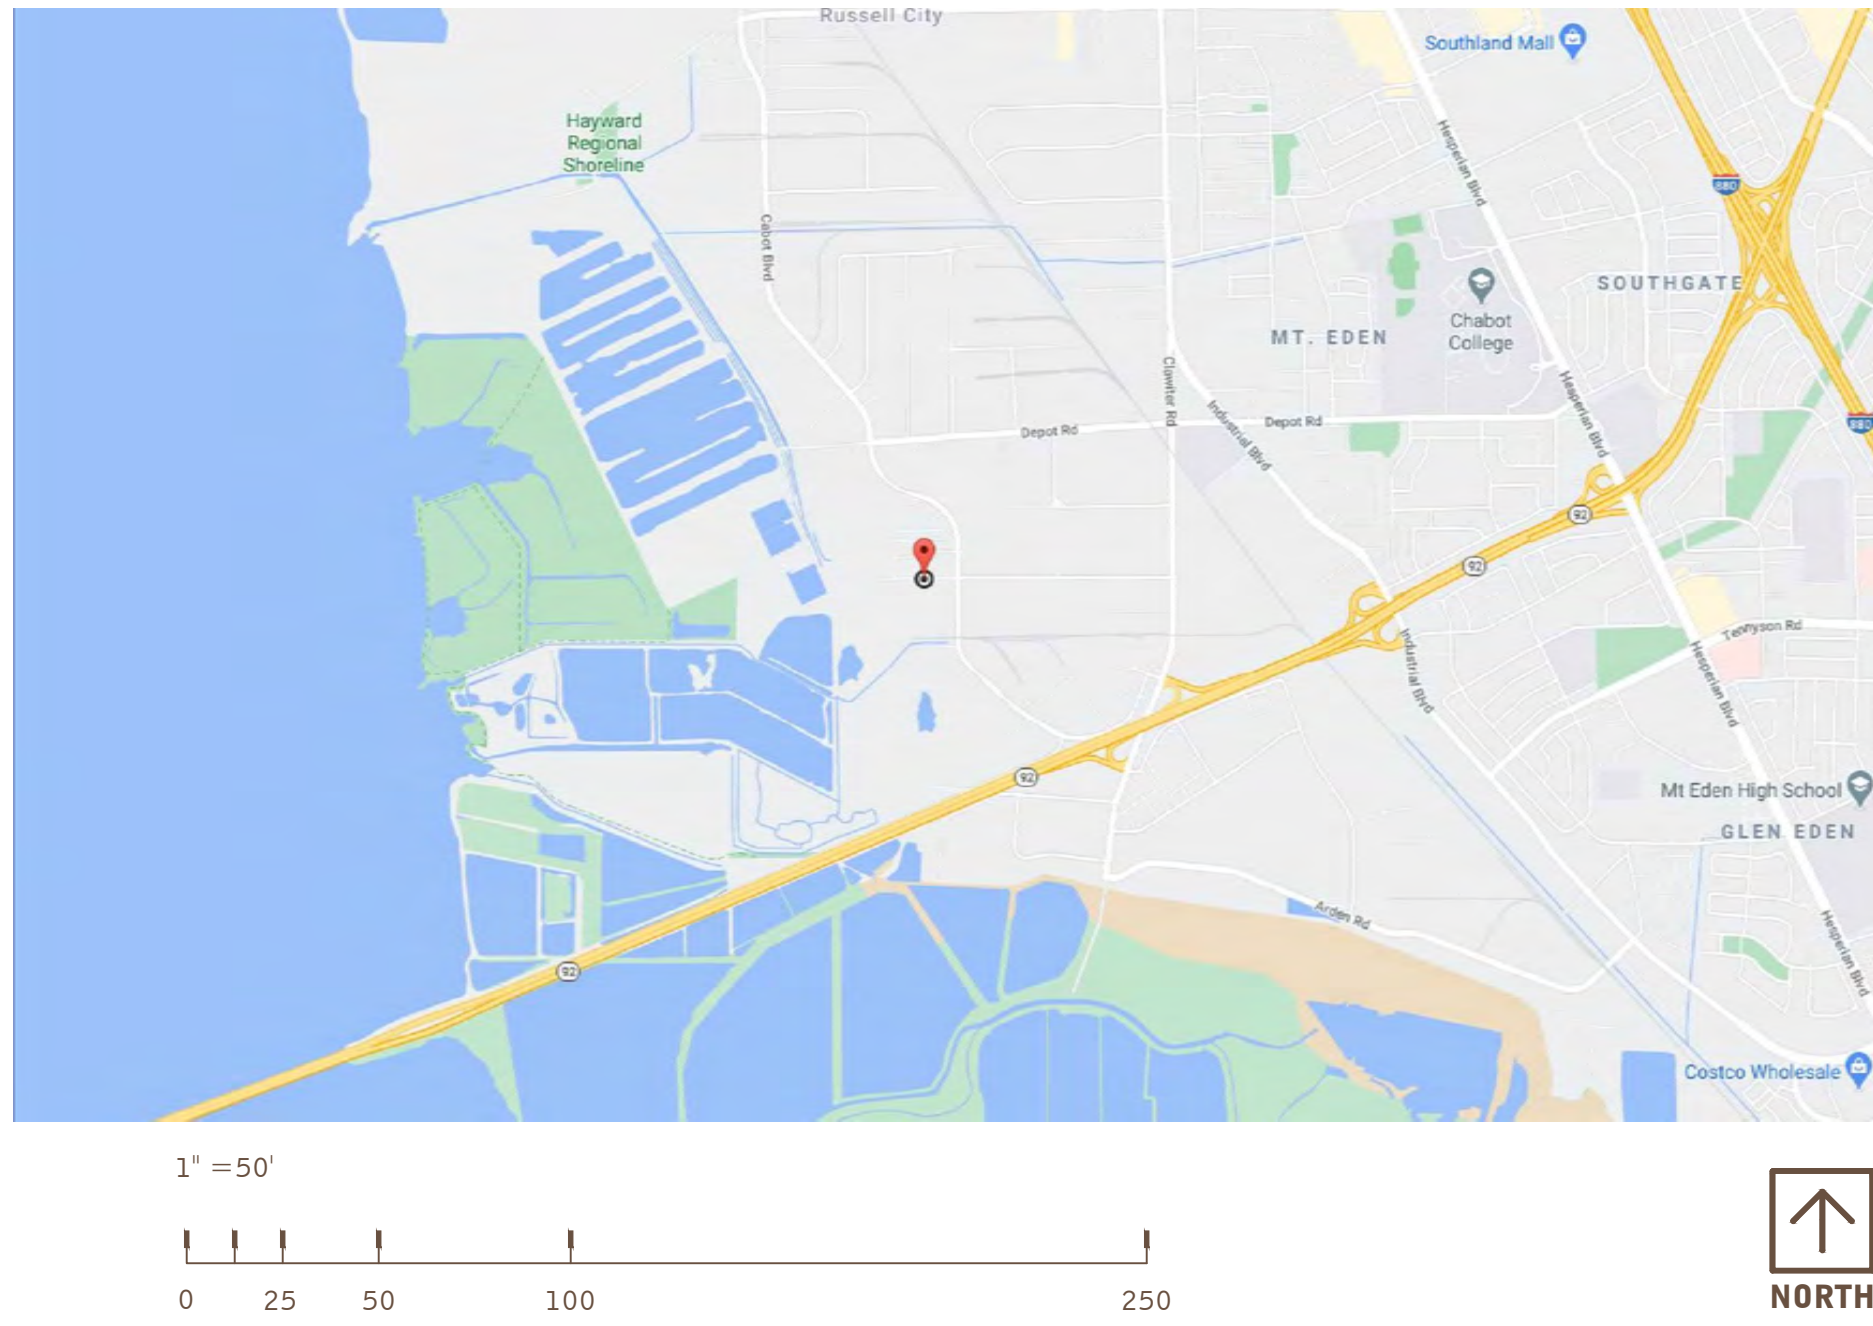 Russell City
Southland Mall
Hayward
Regional
Shoreline
Hesperian Blvd
880
Cabot Blvd
SOUTHGATE
Chabot
College
MT. EDEN
Clawiter Rd
Hesperian Blvd
Industrial Blvd
Depot Rd
Depot Rd
880
92
92
Tennyson Rd
Industrial Blvd
Hesperian Blvd
92
Mt Eden High School
GLEN EDEN
Arden Rd
Hesperian Blvd
92
Costco Wholesale
1" =50'
0 25 50 100 250
NORTH